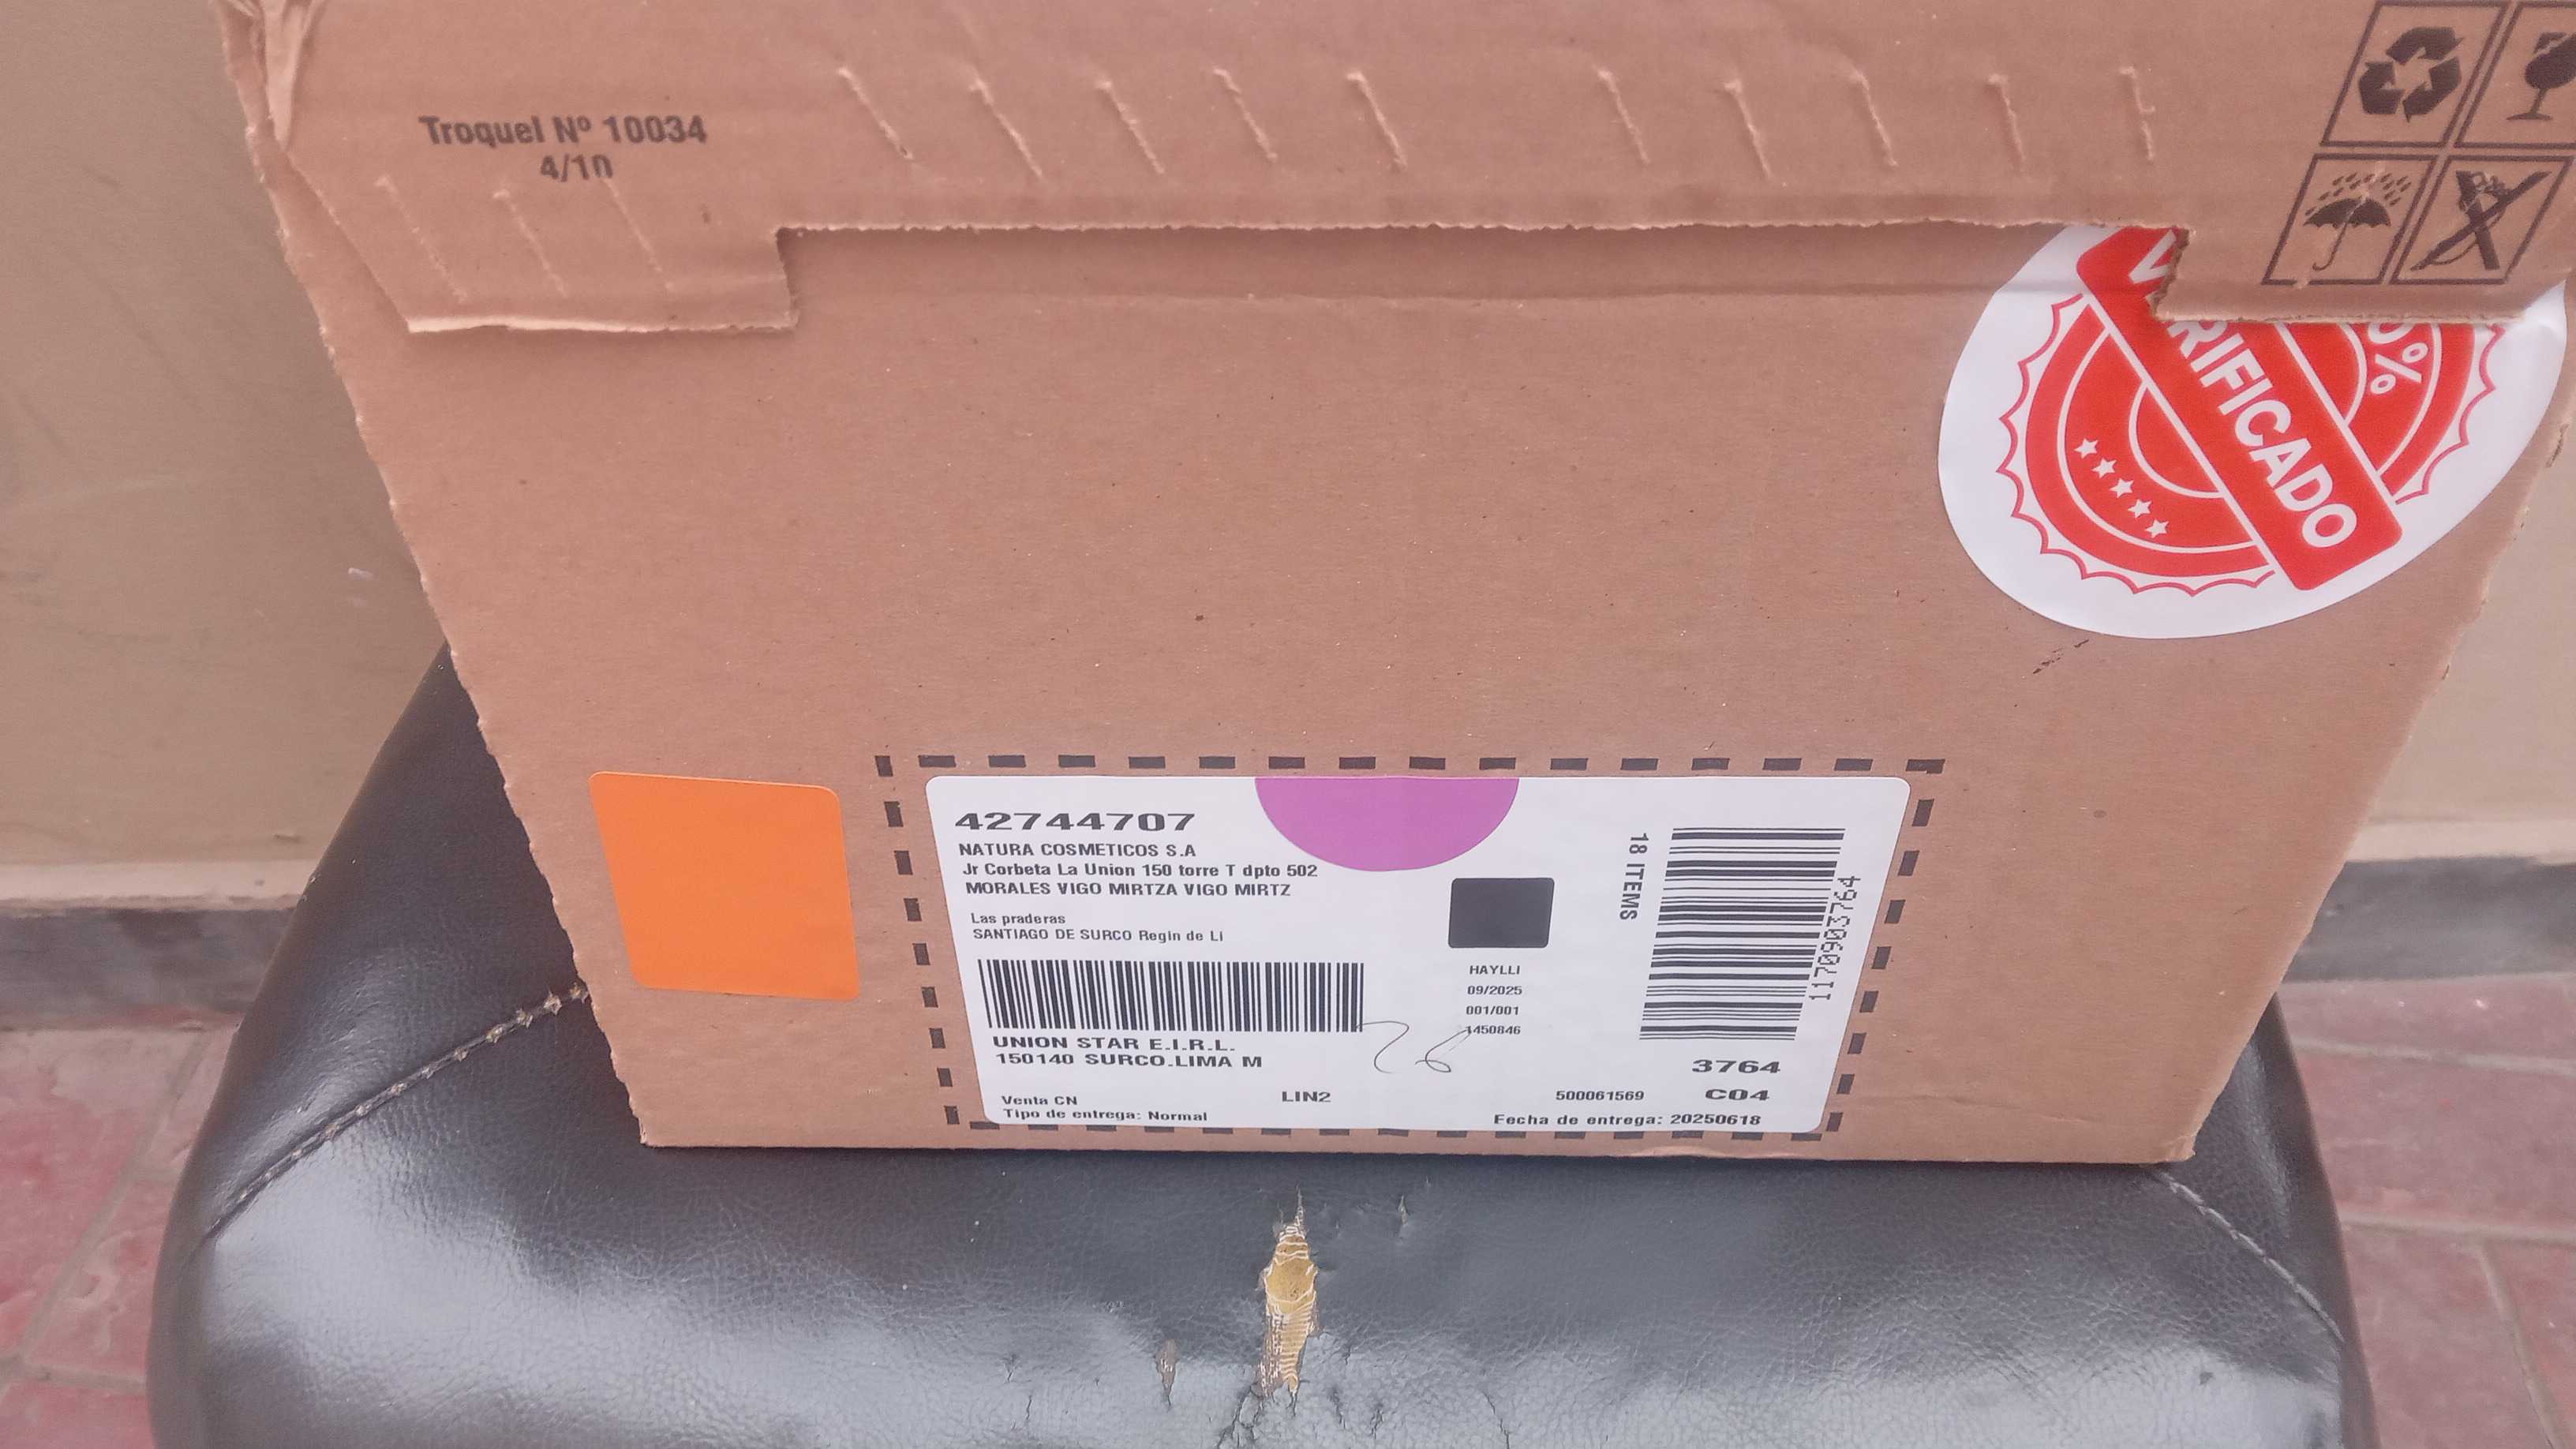 Troquel Nº 10034
4/10
VERIFICADO
42744707
NATURA COSMETICOS S.A
Jr Corbeta La Union 150 torre T dpto 502
MORALES VIGO MIRTZA VIGO MIRTZ
Las praderas
SANTIAGO DE SURCO Regin de Li
UNION STAR E.I.R.L.
150140 SURCO.LIMA M
Venta CN
Tipo de entrega: Normal
LIN2
HAYLLI
09/2025
001/001
1450846
18 ITEMS
1170903764
3764
500061569
C04
Fecha de entrega: 20250618